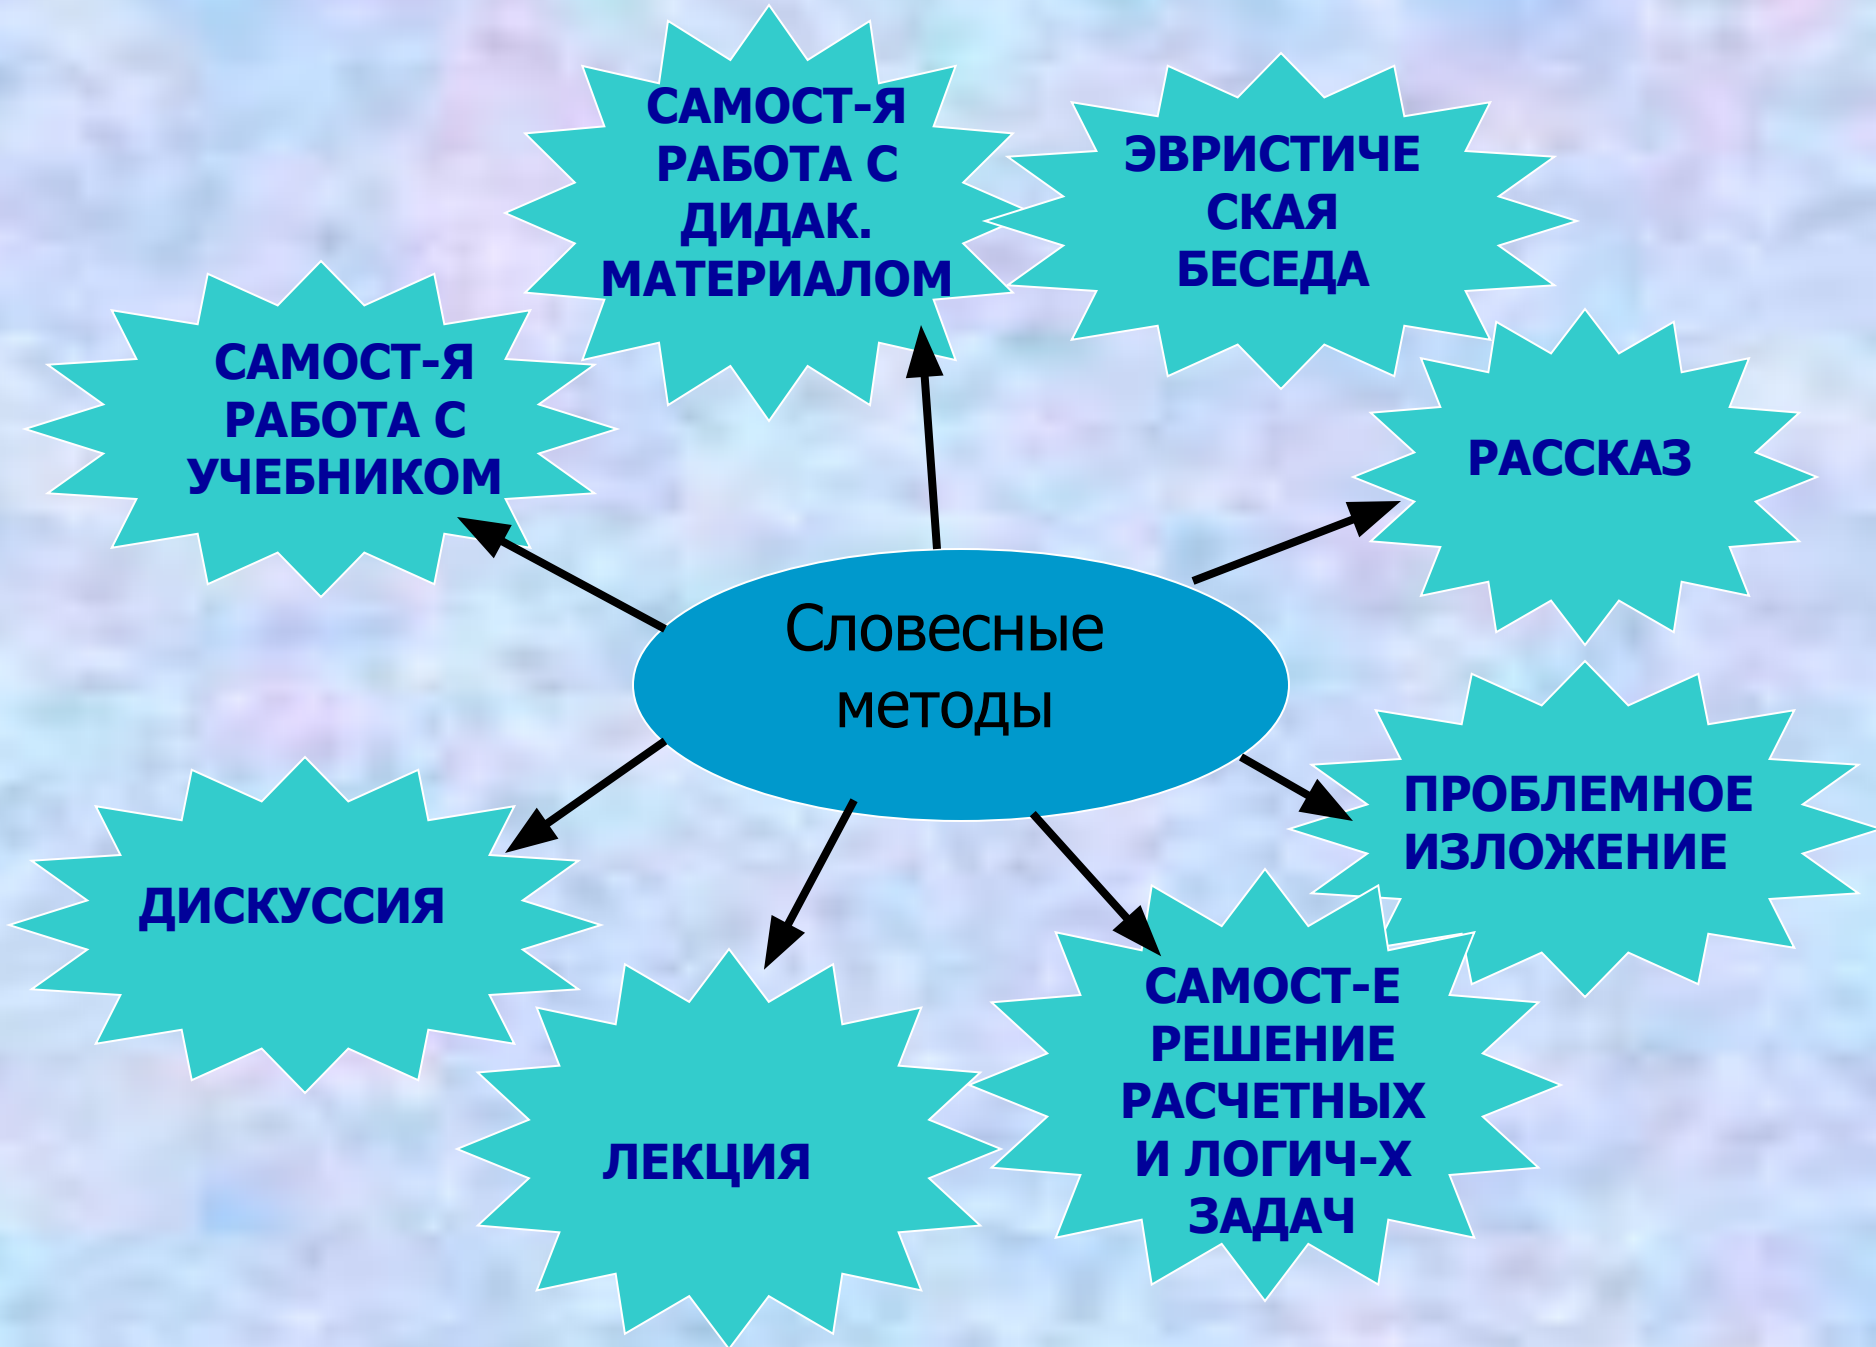 САМОСТ-Я
РАБОТА С
ДИДАК.
МАТЕРИАЛОМ
ЭВРИСТИЧЕ
СКАЯ
БЕСЕДА
САМОСТ-Я
РАБОТА С
УЧЕБНИКОМ
РАССКАЗ
Словесные
методы
ПРОБЛЕМНОЕ
ИЗЛОЖЕНИЕ
ДИСКУССИЯ
САМОСТ-Е
РЕШЕНИЕ
РАСЧЕТНЫХ
И ЛОГИЧ-Х
ЗАДАЧ
ЛЕКЦИЯ